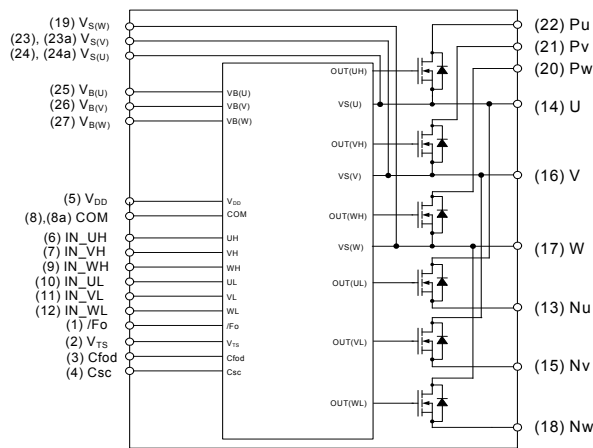 (19) VS(W)
(23), (23a) VS(V)
(24), (24a) VS(U)
(25) VB(U)
(26) VB(V)
(27) VB(W)
(5) VDD
(8),(8a) COM
(6) IN_UH
(7) IN_VH
(9) IN_WH
(10) IN_UL
(11) IN_VL
(12) IN_WL
(1) /Fo
(2) VTS
(3) Cfod
(4) Csc
VB(U)
VB(V)
VB(W)
VDD
COM
UH
VH
WH
UL
VL
WL
/Fo
VTS
Cfod
Csc
OUT(UH)
VS(U)
OUT(VH)
VS(V)
OUT(WH)
VS(W)
OUT(UL)
OUT(VL)
OUT(WL)
(22) Pu
(21) Pv
(20) Pw
(14) U
(16) V
(17) W
(13) Nu
(15) Nv
(18) Nw